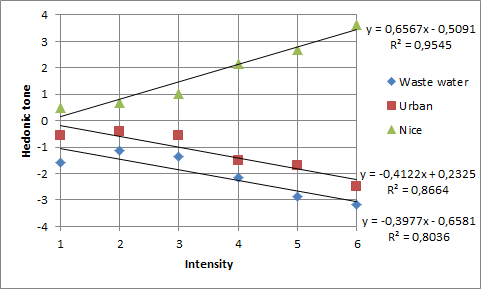 4
3
2
1
0
-1
-2
-3
-4
Hedonic tone
1 2 3 4 5 6
Intensity
y = 0,6567x - 0,5091
R² = 0,9545
Waste water
Urban
Nice
y = -0,4122x + 0,2325
R² = 0,8664
y = -0,3977x - 0,6581
R² = 0,8036